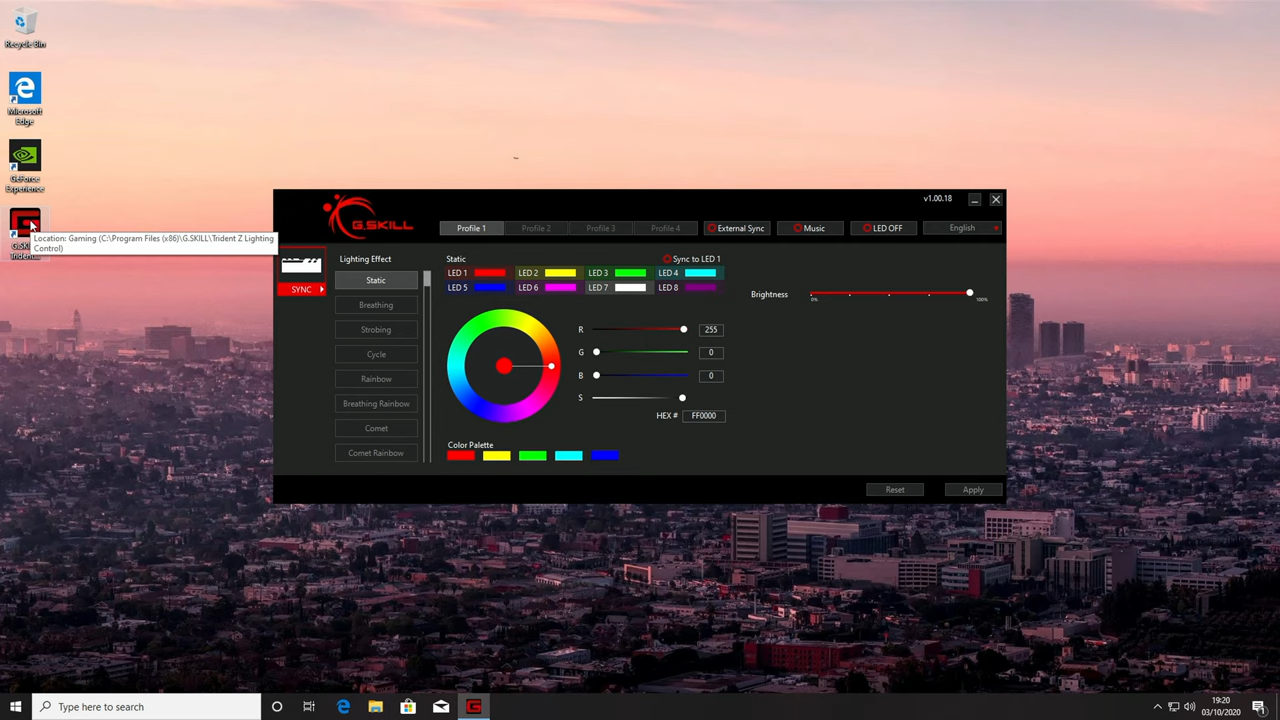 Recycle Bin
Microsoft
Edge
GeForce
Experience
Location: Gaming (C:\Program Files (x86)\G.SKILL\Trident Z Lighting
Control)
G.SKILL
v1.00.18
Profile 1
Profile 2
Profile 3
Profile 4
External Sync
Music
LED OFF
English
SYNC
Lighting Effect
Static
Breathing
Strobing
Cycle
Rainbow
Breathing Rainbow
Comet
Comet Rainbow
Static
Sync to LED 1
LED 1
LED 2
LED 3
LED 4
LED 5
LED 6
LED 7
LED 8
R
255
G
0
B
0
S
HEX #
FF0000
Color Palette
Brightness
0%
100%
Reset
Apply
Type here to search
19:20
03/10/2020